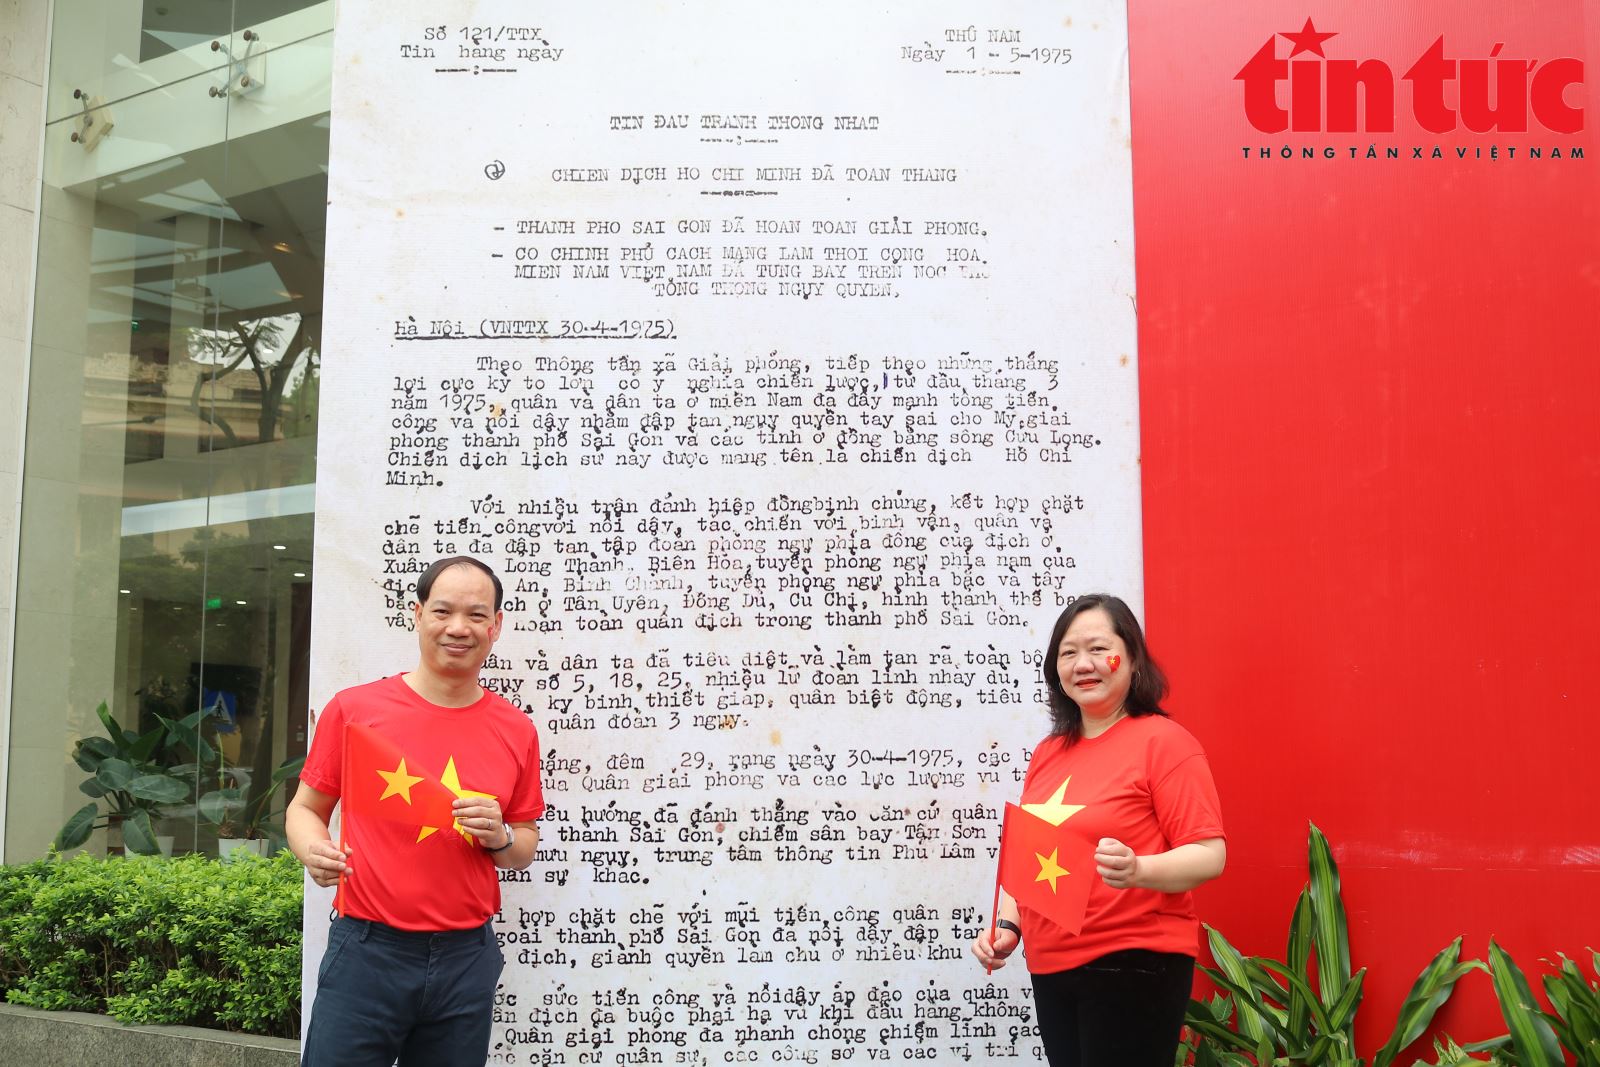 tin tức
THÔNG TẤN XÃ VIỆT NAM
Số 121/TTX
Tin hàng ngày
THỨ NAM
Ngày 1 - 5-1975
TIN ĐAU TRANH THONG NHAT
CHIEN DỊCH HO CHI MINH ĐÃ TOAN THANG
- THANH PHO SAI GON ĐÃ HOAN TOAN GIẢI PHONG.
- CO CHINH PHỦ CACH MẠNG LAM THOI CỌNG HOA
MIEN NAM VIỆT NAM ĐÃ TUNG BAY TREN NOC
TỔNG THỌNG NGỤY QUYEN.
Hà Nội (VNTTX 30-4-1975)
Theo Thông tấn xã Giải phóng, tiếp theo những thắng
lợi cực kỳ to lớn có ý nghĩa chiến lược, từ đầu tháng 3
năm 1975, quân và dân ta ở miền Nam đã đẩy mạnh tổng tiến
công và nổi dậy nhằm đập tan ngụy quyền tay sai cho Mỹ, giải
phóng thành phố Sài Gòn và các tỉnh ở đồng bằng sông Cửu Long.
Chiến dịch lịch sử này được mang tên là chiến dịch Hồ Chí
Minh.
Với nhiều trận đánh hiệp đồngbinh chủng, kết hợp chặt
chẽ tiến côngvới nổi dậy, tác chiến với binh vận, quân và
dân ta đã đập tan tập đoàn phòng ngự phía đông của địch ở
Xuân Long Thành, Biên Hòa, tuyến phòng ngự phía nam của
An, Bình Chánh, tuyến phòng ngự phía bắc và tây
ở Tân Uyên, Đồng Dù, Củ Chi, hình thành thế bao
vây hoàn toàn quân địch trong thành phố Sài Gòn.
và dân ta đã tiêu diệt và làm tan rã toàn bộ
ngụy số 5, 18, 25, nhiều lữ đoàn lính nhảy dù,
kỵ binh thiết giáp, quân biệt động, tiêu
quân đoàn 3 ngụy.
đêm 29, rạng ngày 30-4-1975, các
của Quân giải phóng và các lực lượng vũ
hướng đã đánh thẳng vào căn cứ quân
thành Sài Gòn, chiếm sân bay Tân Sơn
mưu ngụy, trung tâm thông tin Phú Lâm
quân sự khác.
hợp chặt chẽ với mũi tiến công quân sự,
thành phố Sài Gòn đã nổi dậy đập tan
địch, giành quyền làm chủ ở nhiều khu
sức tiến công và nổidậy áp đảo của quân
địch đã buộc phải hạ vũ khí đầu hàng không
Quân giải phóng đã nhanh chóng chiếm lĩnh các
căn cứ quân sự, các công sở và các vị trí